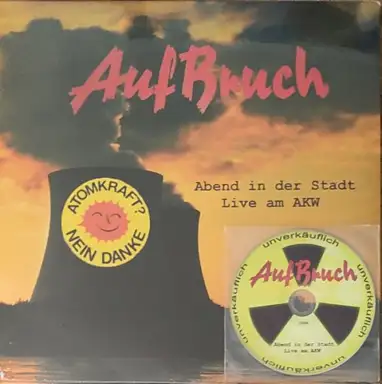 AufBruch
Abend in der Stadt
Live am AKW
ATOMKRAFT?
NEIN DANKE
unverkäuflich
unverkäuflich
unverkäuflich
unverkäuflich
AufBruch
Abend in der Stadt
Live am AKW